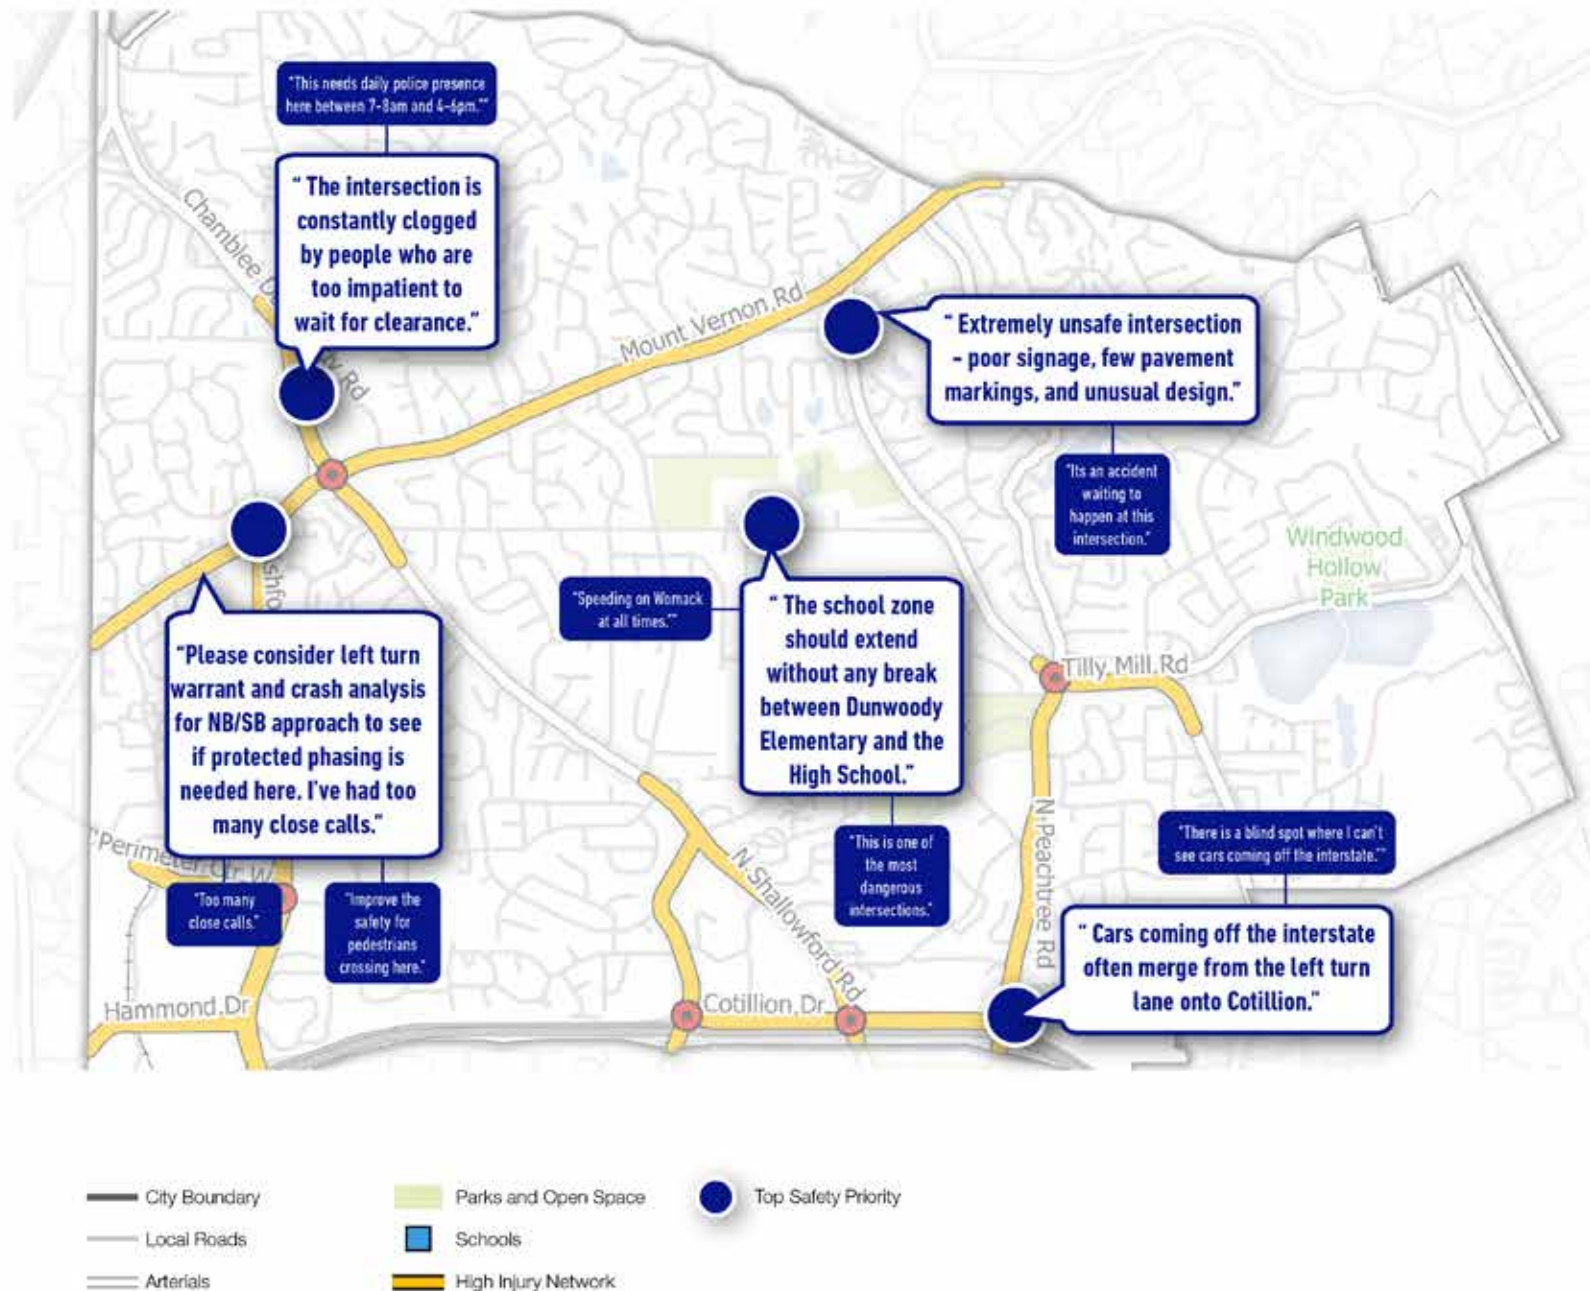 "This needs daily police presence
here between 7-8am and 4-6pm.""
" The intersection is
constantly clogged
by people who are
too impatient to
wait for clearance."
Chamblee
Rd
Mount Vernon Rd
" Extremely unsafe intersection
- poor signage, few pavement
markings, and unusual design."
"Its an accident
waiting to
happen at this
intersection."
Windwood
Hollow
Park
"Speeding on Womack
at all times.""
" The school zone
should extend
without any break
between Dunwoody
Elementary and the
High School."
"This is one of
the most
dangerous
intersections."
"Please consider left turn
warrant and crash analysis
for NB/SB approach to see
if protected phasing is
needed here. I've had too
many close calls."
"Too many
close calls."
"Improve the
safety for
pedestrians
crossing here."
Tilly Mill Rd
N Peachtree Rd
"There is a blind spot where I can't
see cars coming off the interstate.""
" Cars coming off the interstate
often merge from the left turn
lane onto Cotillion."
Perimeter Ctr W
Hammond Dr
N Shallowford Rd
Cotillion Dr
City Boundary
Local Roads
Arterials
Parks and Open Space
Schools
High Injury Network
Top Safety Priority